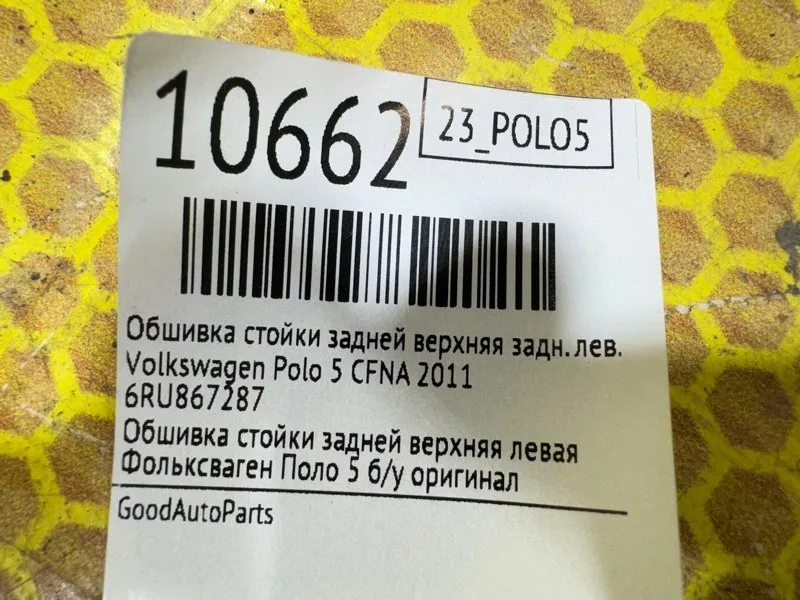 10662
23_POLO5
Обшивка стойки задней верхняя задн.лев.
Volkswagen Polo 5 CFNA 2011
6RU867287
Обшивка стойки задней верхняя левая
Фольксваген Поло 5 б/у оригинал
GoodAutoParts